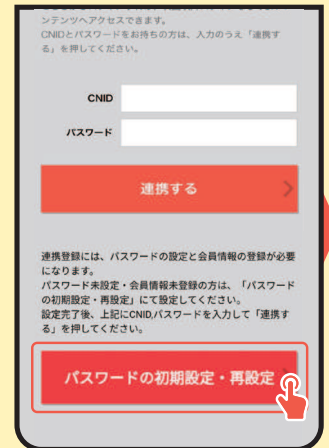 ンテンツへアクセスできます。
CNIDとパスワードをお持ちの方は、入力のうえ「連携す
る」を押してください。
CNID
パスワード
連携する
連携登録には、パスワードの設定と会員情報の登録が必要
になります。
パスワード未設定・会員情報未登録の方は、「パスワード
の初期設定・再設定」にて設定してください。
設定完了後、上記にCNID,パスワードを入力して「連携す
る」を押してください。
パスワードの初期設定・再設定